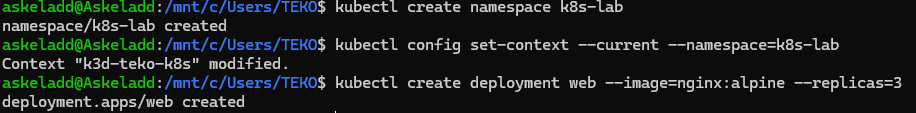 askeladd@Askeladd:/mnt/c/Users/TEKO$ kubectl create namespace k8s-lab
namespace/k8s-lab created
askeladd@Askeladd:/mnt/c/Users/TEKO$ kubectl config set-context --current --namespace=k8s-lab
Context "k3d-teko-k8s" modified.
askeladd@Askeladd:/mnt/c/Users/TEKO$ kubectl create deployment web --image=nginx:alpine --replicas=3
deployment.apps/web created